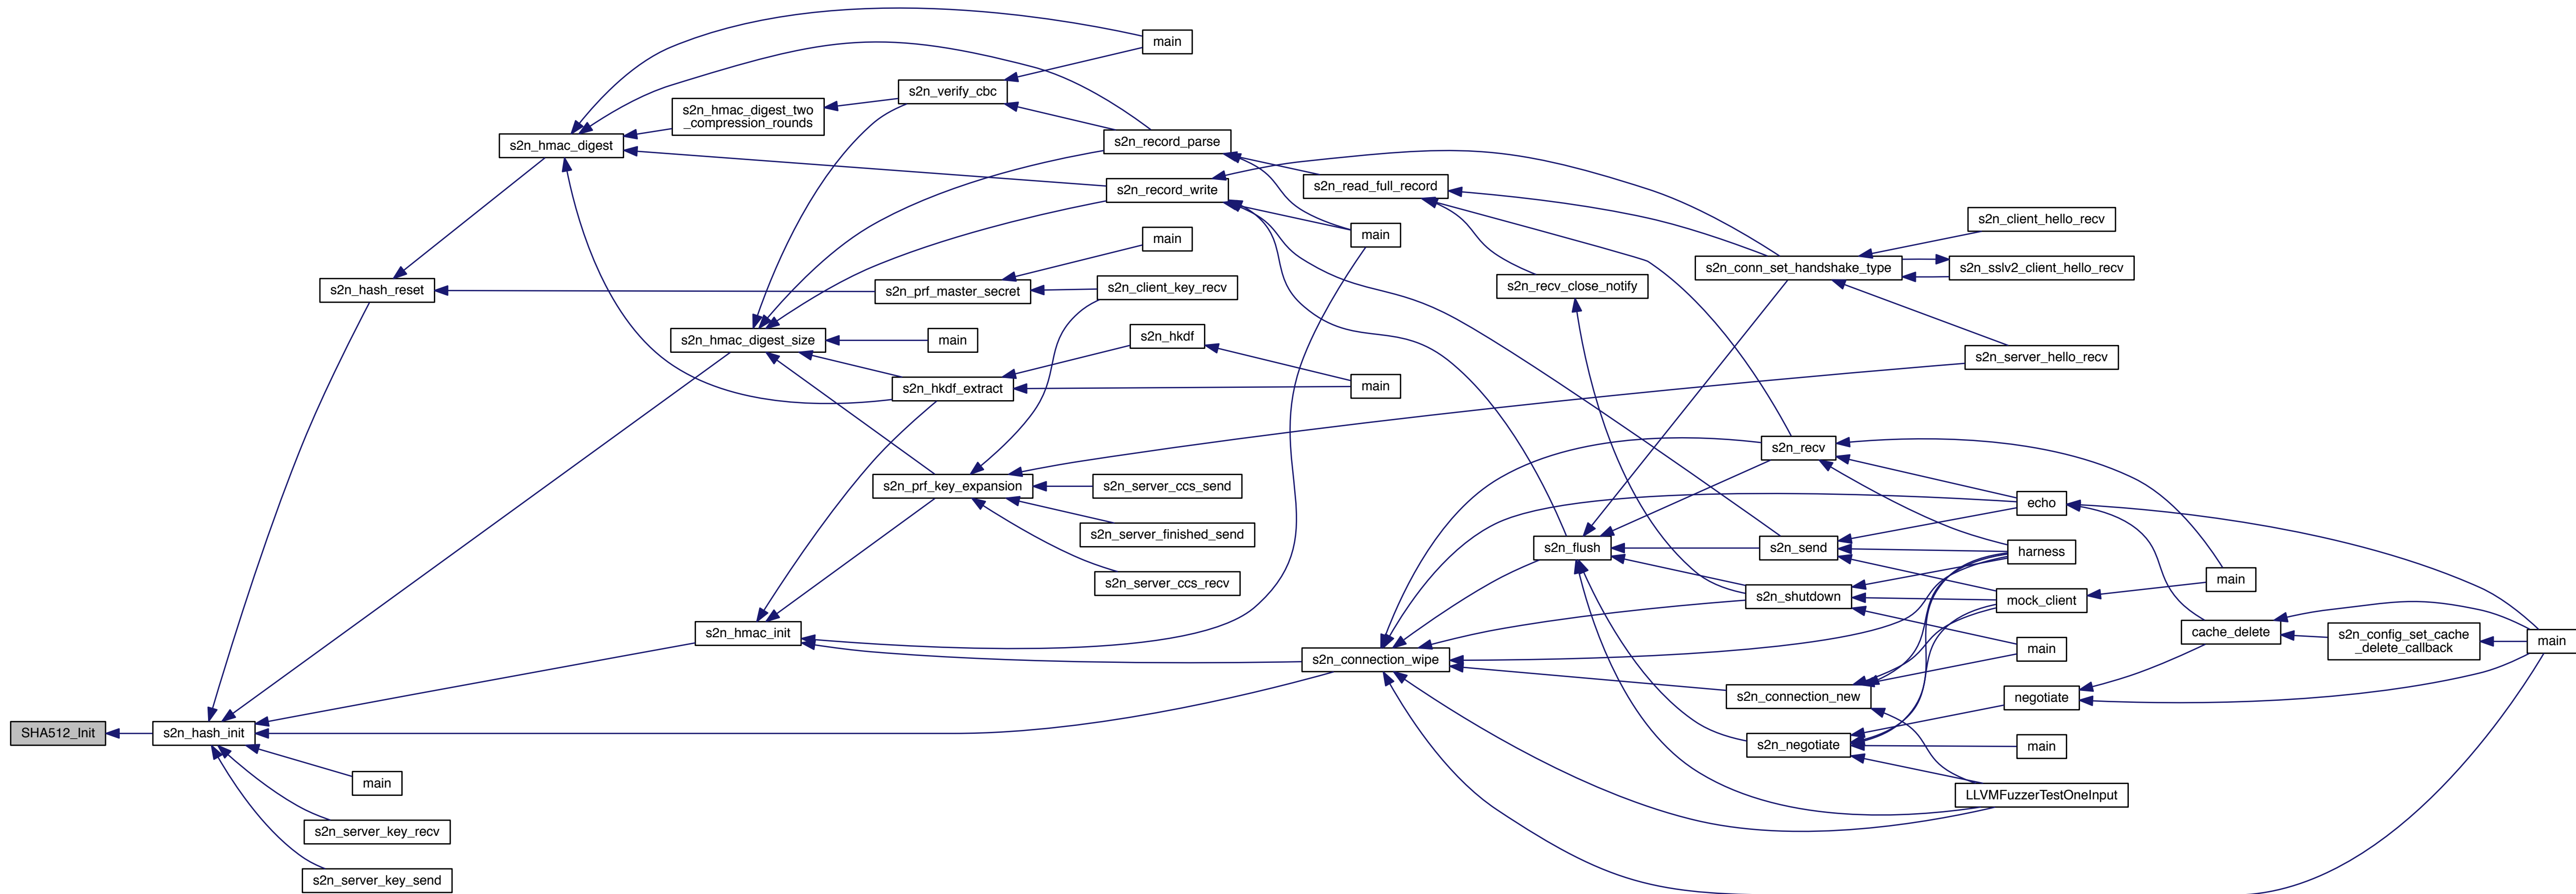 SHA512_Init
s2n_hash_init
s2n_hash_reset
main
s2n_server_key_recv
s2n_server_key_send
s2n_hmac_digest
s2n_hmac_digest_two
_compression_rounds
s2n_hmac_digest_size
s2n_hmac_init
s2n_verify_cbc
s2n_prf_master_secret
main
s2n_hkdf_extract
s2n_prf_key_expansion
main
s2n_record_parse
s2n_record_write
main
s2n_client_key_recv
s2n_hkdf
s2n_server_ccs_send
s2n_server_finished_send
s2n_server_ccs_recv
s2n_read_full_record
main
main
s2n_connection_wipe
s2n_recv_close_notify
s2n_flush
s2n_conn_set_handshake_type
s2n_recv
s2n_send
s2n_shutdown
s2n_connection_new
s2n_negotiate
s2n_client_hello_recv
s2n_sslv2_client_hello_recv
s2n_server_hello_recv
echo
harness
mock_client
main
negotiate
main
LLVMFuzzerTestOneInput
main
cache_delete
s2n_config_set_cache
_delete_callback
main